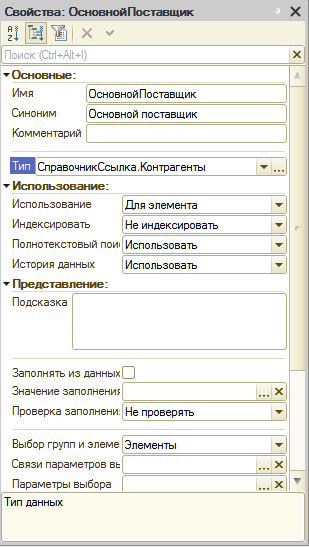 Свойства: ОсновнойПоставщик
Поиск (Ctrl+Alt+I)
Основные:
Имя ОсновнойПоставщик
Синоним Основной поставщик
Комментарий
Тип СправочникСсылка.Контрагенты
Использование:
Использование Для элемента
Индексировать Не индексировать
Полнотекстовый пои Использовать
История данных Использовать
Представление:
Подсказка
Заполнять из данных
Значение заполнения
Проверка заполнени Не проверять
Выбор групп и элеме Элементы
Связи параметров вы
Параметры выбора
Тип данных